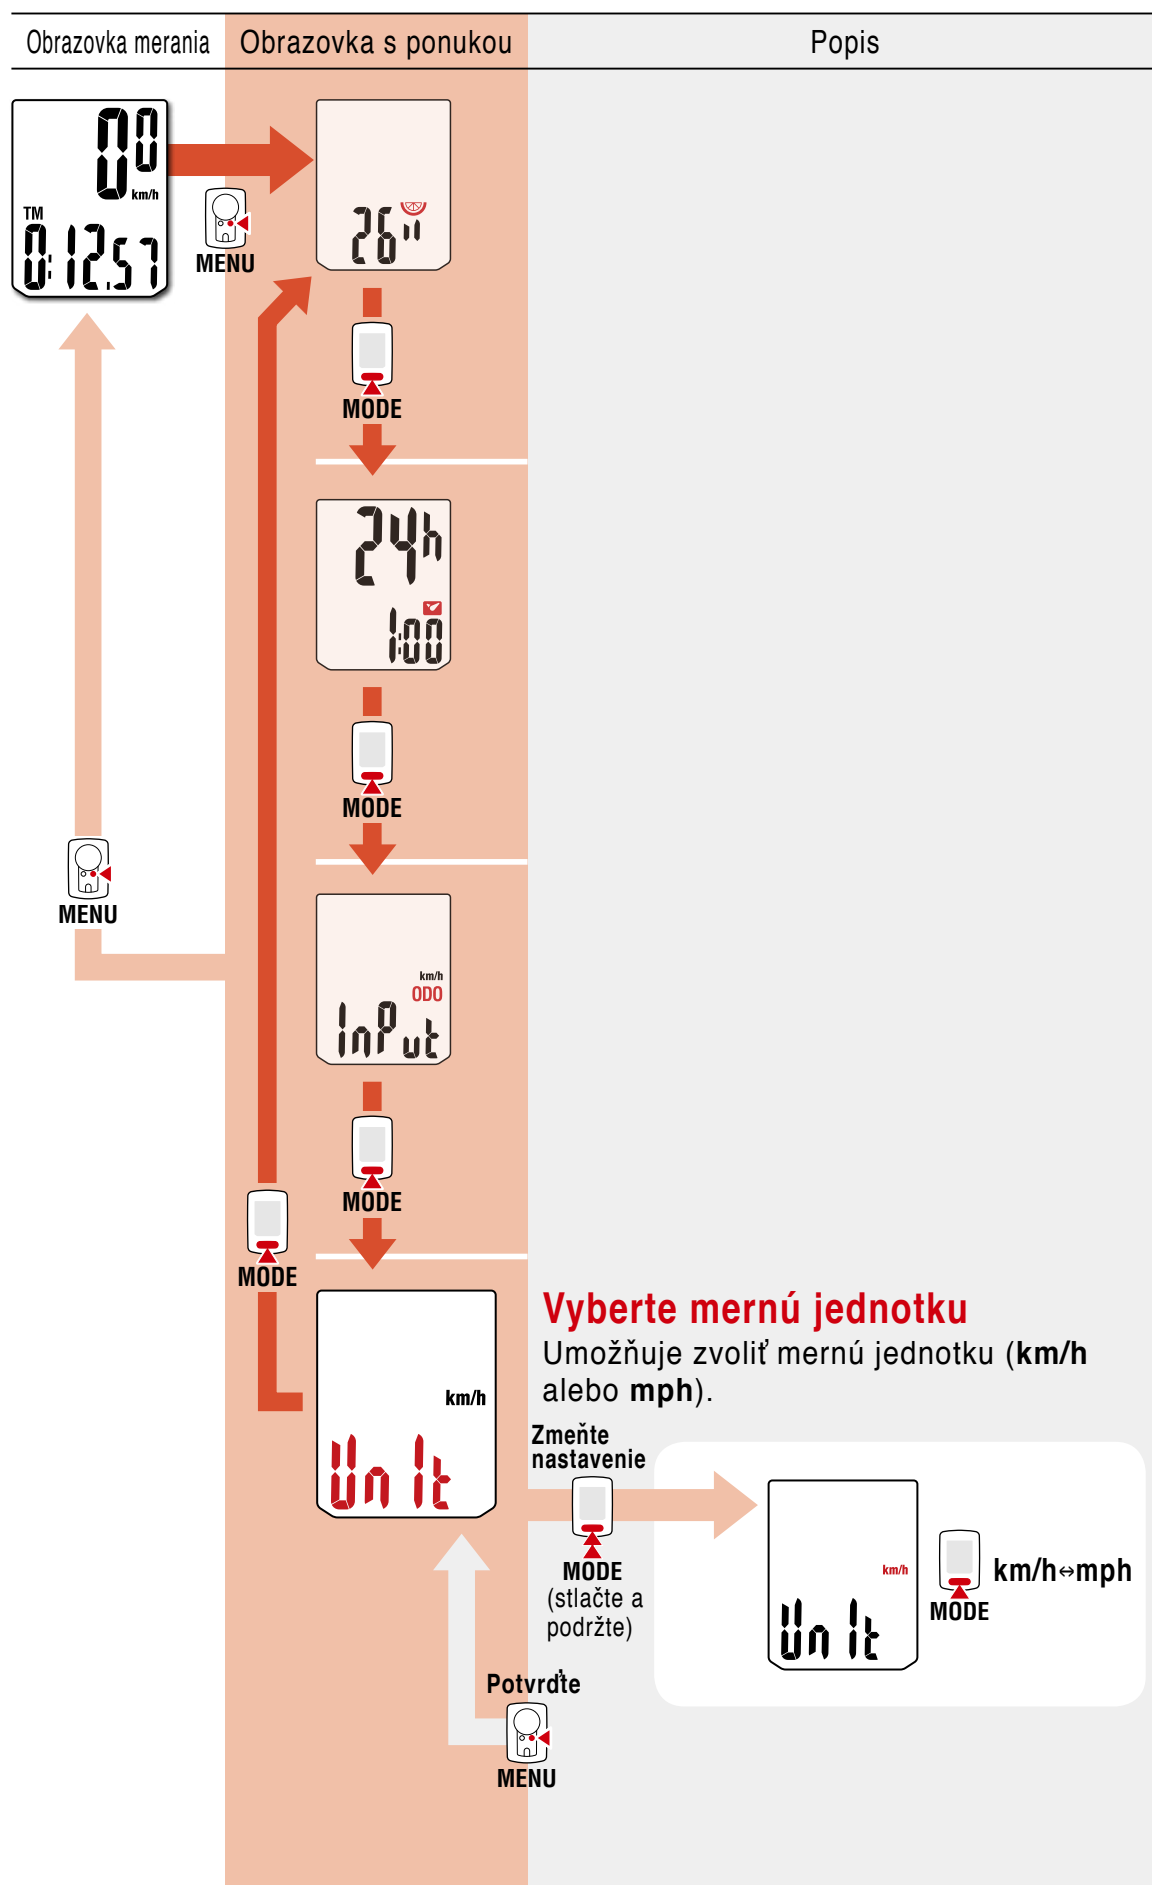 Obrazovka merania
Obrazovka s ponukou
Popis
00
km/h
TM
0:12.57
MENU
26"
MODE
24h
1:00
MODE
MENU
km/h
ODO
InPut
MODE
MODE
Vyberte mernú jednotku
Umožňuje zvoliť mernú jednotku (km/h
alebo mph).
km/h
UnIt
Zmeňte
nastavenie
MODE
(stlačte a
podržte)
km/h
UnIt
MODE
km/h↔mph
Potvrďte
MENU